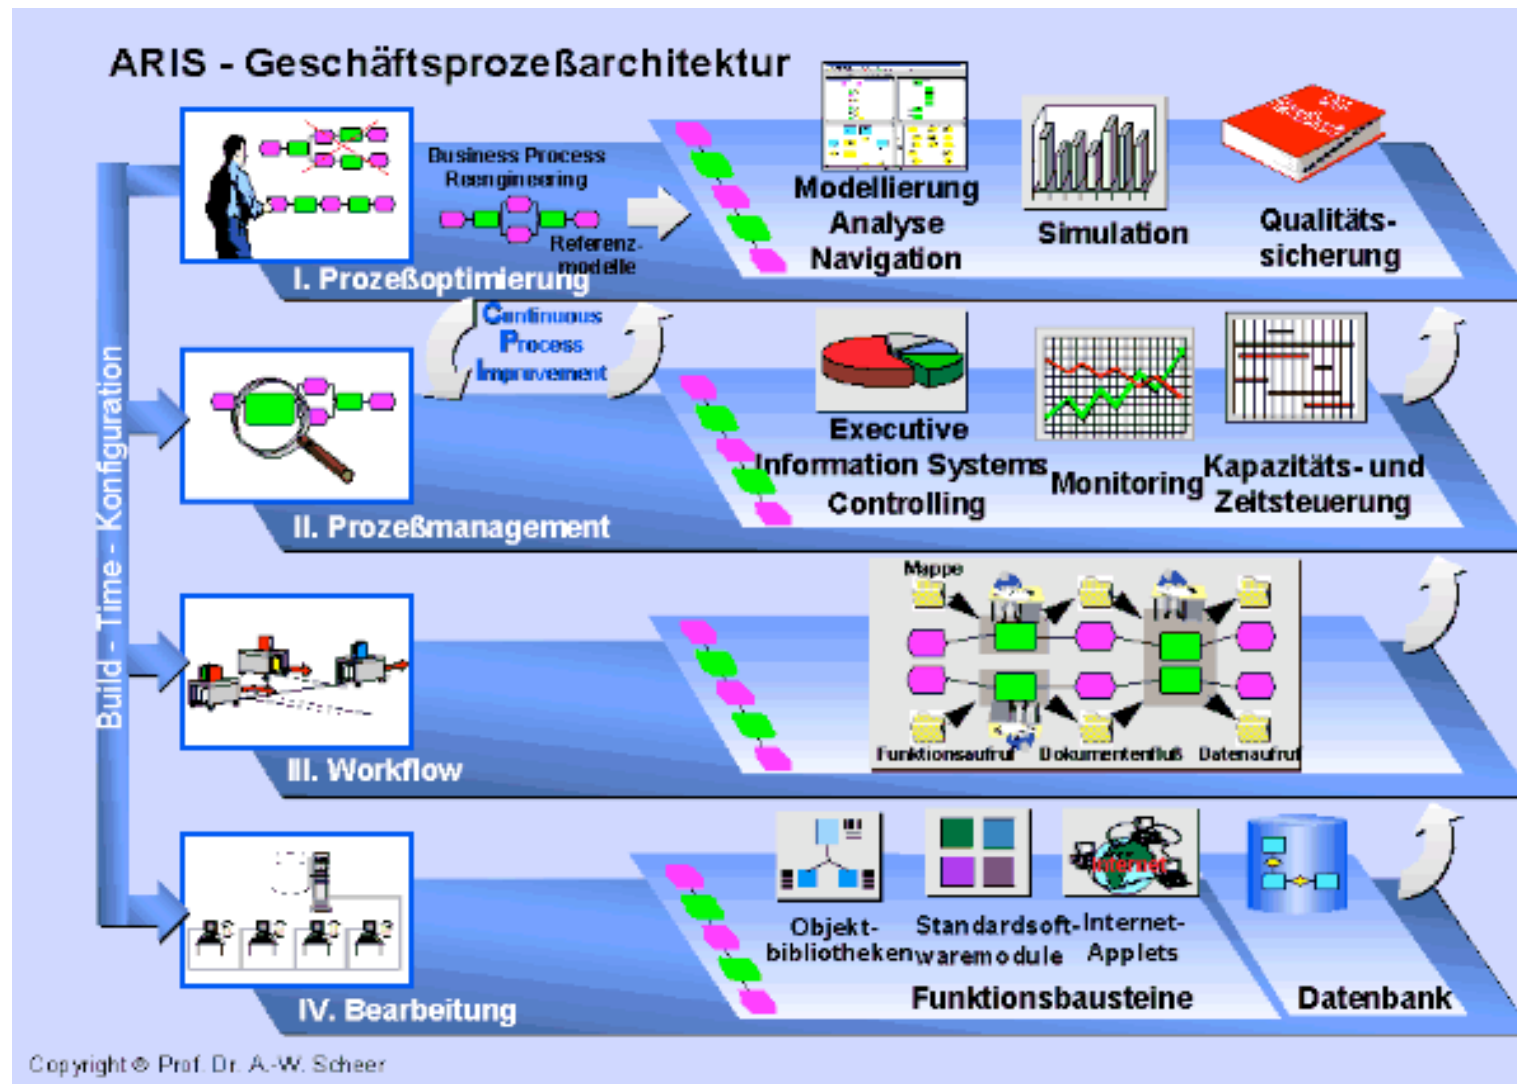 ARIS - Geschäftsprozeßarchitektur
Business Process
Reengineering
Referenz-
modelle
I. Prozeßoptimierung
Modellierung
Analyse
Navigation
Simulation
Qualitäts-
sicherung
Build - Time - Konfiguration
Continuous
Process
Improvement
II. Prozeßmanagement
Executive
Information Systems
Controlling
Monitoring
Kapazitäts- und
Zeitsteuerung
III. Workflow
Mappe
Funktionsaufruf
Dokumentenfluß
Datenaufruf
IV. Bearbeitung
Objekt-
bibliotheken
Standardsoft-
waremodule
Internet
Internet-
Applets
Funktionsbausteine
Datenbank
Copyright ® Prof. Dr. A.-W. Scheer